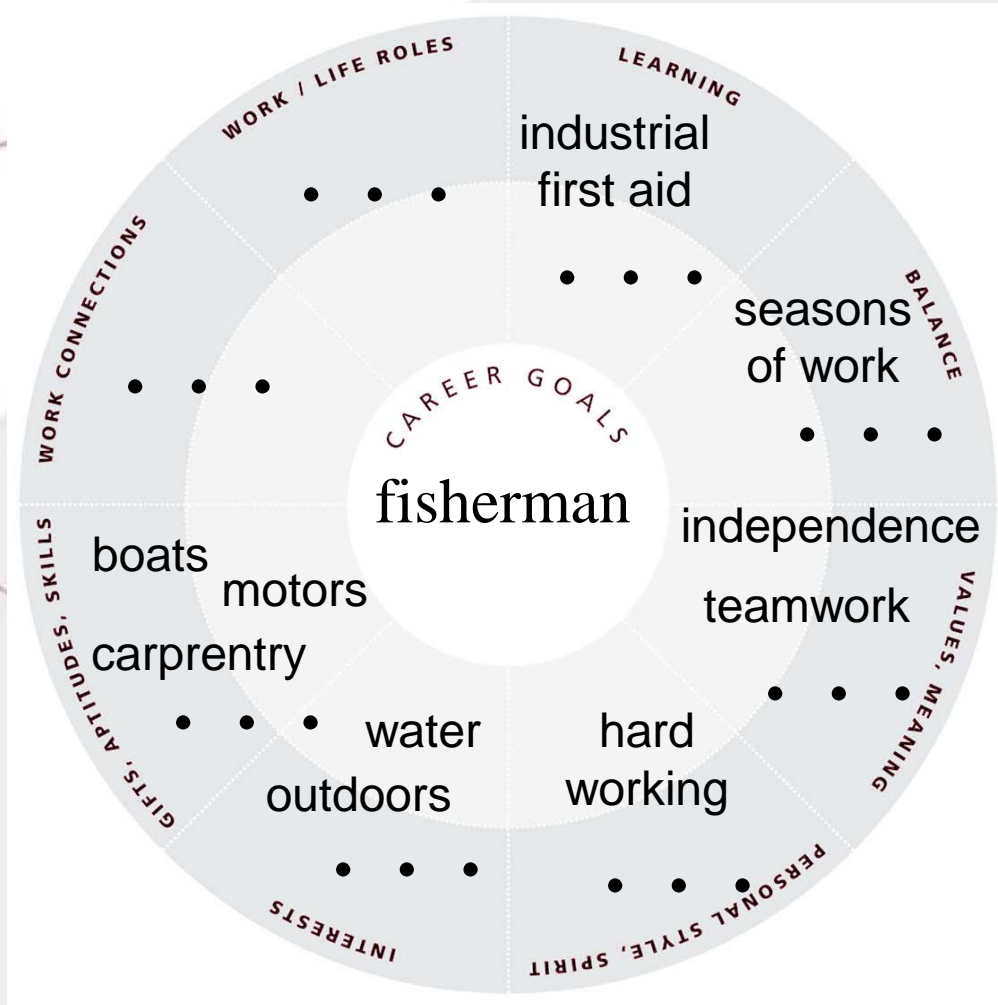 WORK / LIFE ROLES
• • •
LEARNING
industrial
first aid
• • •
BALANCE
seasons
of work
• • •
VALUES, MEANING
independence
teamwork
• • •
PERSONAL STYLE, SPIRIT
hard
working
• • •
INTERESTS
water
outdoors
• • •
GIFTS, APTITUDES, SKILLS
boats
motors
carprentry
• • •
WORK CONNECTIONS
• • •
CAREER GOALS
fisherman